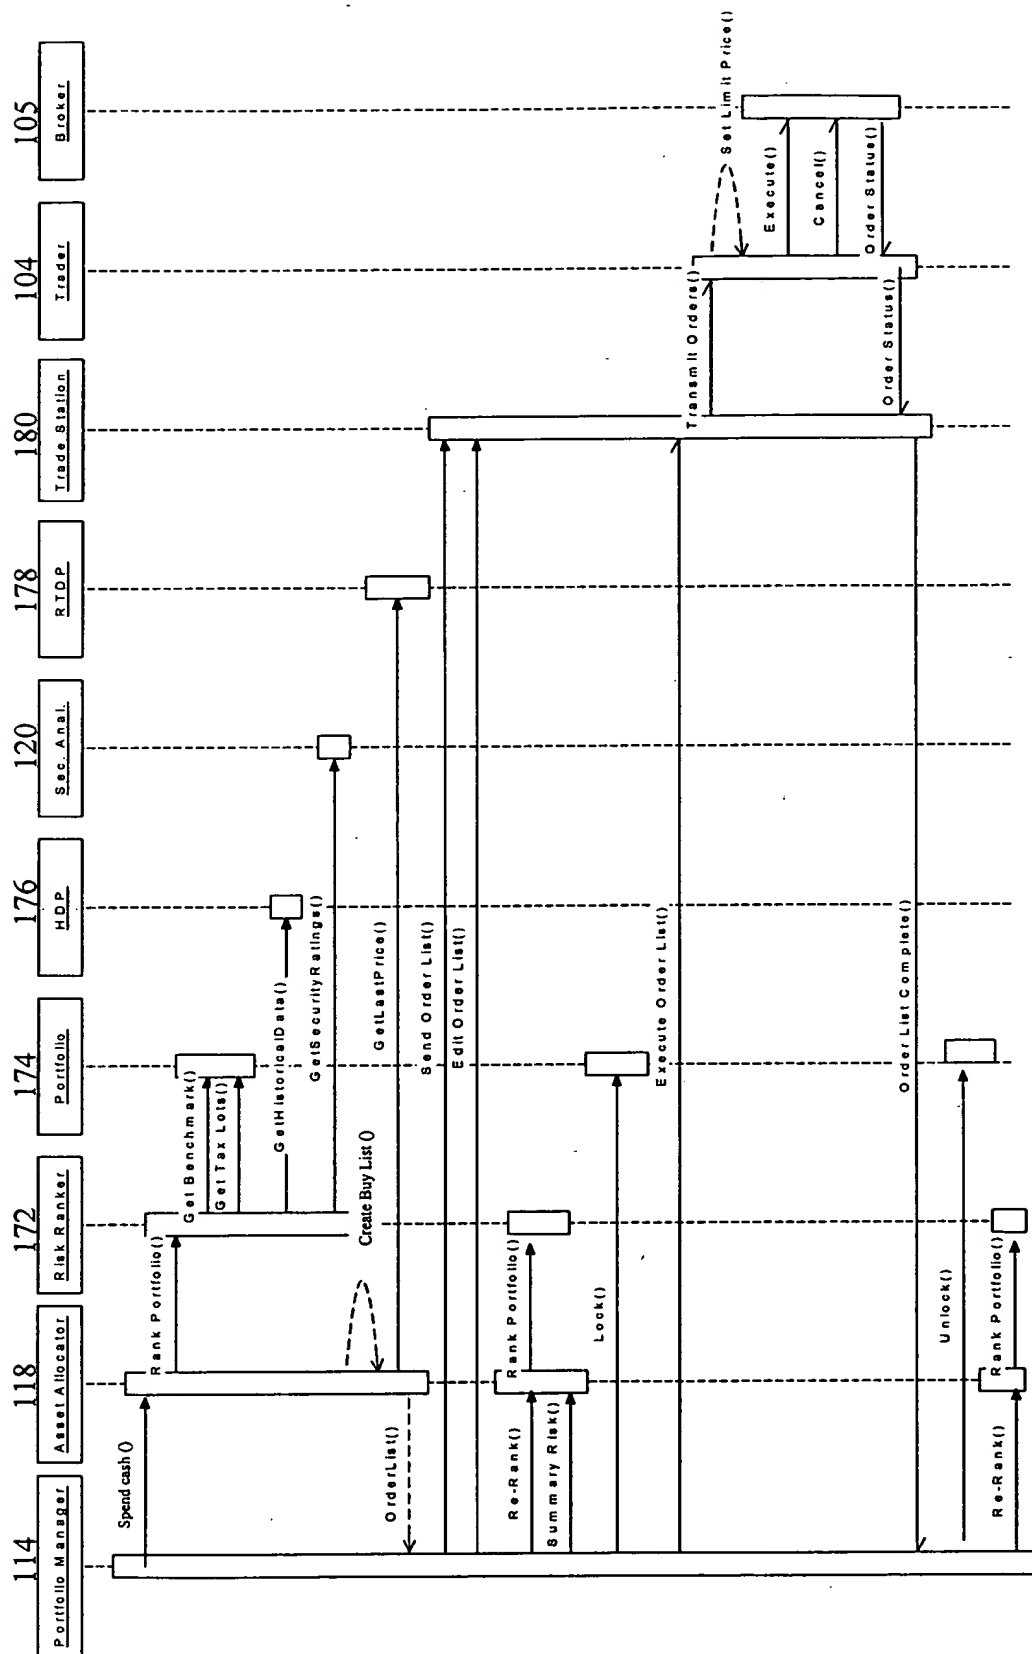 114
Portfolio Manager
118
Asset Allocator
172
Risk Ranker
174
Portfolio
176
HDP
120
Sec. Anal.
178
RTDP
180
Trade Station
104
Trader
105
Broker
Spend cash ()
Rank Portfolio()
Get Benchmark()
Get Tax Lots()
GetHistoricalData()
GetSecurityRatings()
Create Buy List ()
GetLastPrice()
OrderList()
Send Order List()
Edit Order List()
Re-Rank()
Rank Portfolio()
Summary Risk()
Lock()
Execute Order List()
Transmit Orders()
Set Limit Price()
Execute()
Cancel()
Order Status()
Order Status()
Order List Complete()
Unlock()
Re-Rank()
Rank Portfolio()